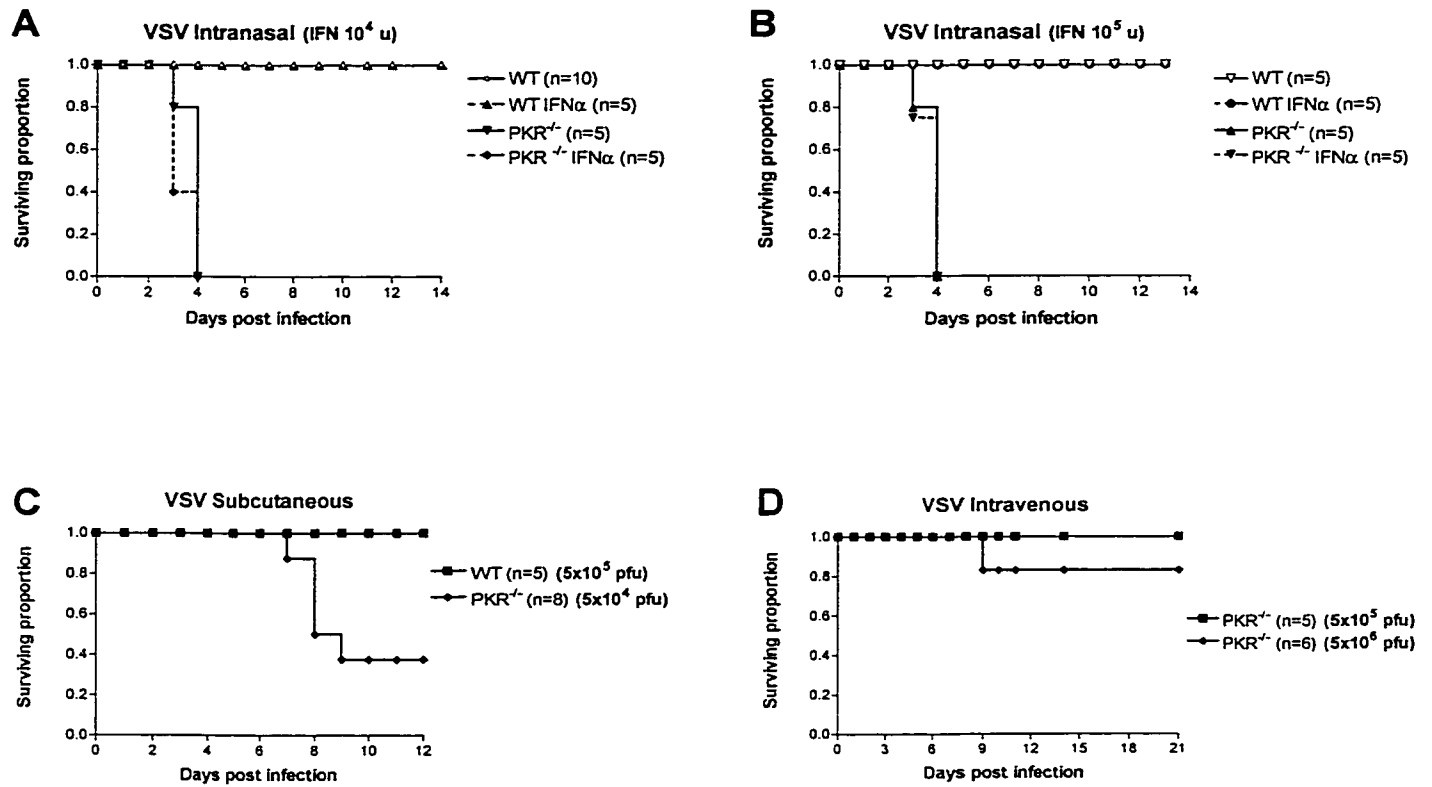 A
VSV Intranasal (IFN 10⁴ u)
Surviving proportion
1.0
0.8
0.6
0.4
0.2
0.0
0 2 4 6 8 10 12 14
Days post infection
WT (n=10)
WT IFNα (n=5)
PKR⁻/⁻ (n=5)
PKR ⁻/⁻ IFNα (n=5)
B
VSV Intranasal (IFN 10⁵ u)
Surviving proportion
1.0
0.8
0.6
0.4
0.2
0.0
0 2 4 6 8 10 12 14
Days post infection
WT (n=5)
WT IFNα (n=5)
PKR⁻/⁻ (n=5)
PKR ⁻/⁻ IFNα (n=5)
C
VSV Subcutaneous
Surviving proportion
1.0
0.8
0.6
0.4
0.2
0.0
0 2 4 6 8 10 12
Days post infection
WT (n=5) (5x10⁵ pfu)
PKR⁻/⁻ (n=8) (5x10⁴ pfu)
D
VSV Intravenous
Surviving proportion
1.0
0.8
0.6
0.4
0.2
0.0
0 3 6 9 12 15 18 21
Days post infection
PKR⁻/⁻ (n=5) (5x10⁵ pfu)
PKR⁻/⁻ (n=6) (5x10⁶ pfu)